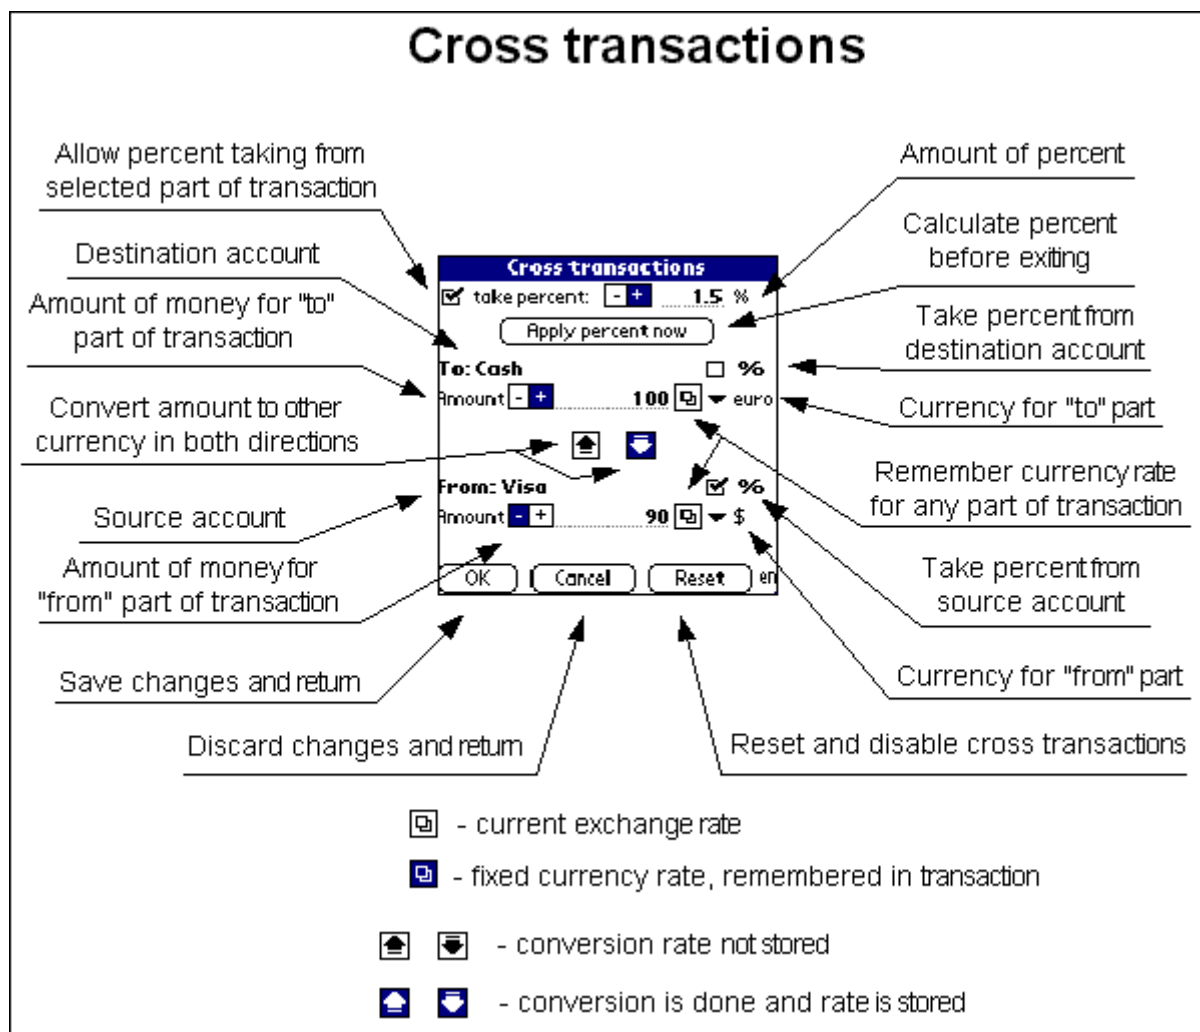 Cross transactions
Allow percent taking from
selected part of transaction
Amount of percent
Destination account
Calculate percent
before exiting
Amount of money for "to"
part of transaction
Cross transactions
take percent: - + 1.5 %
Apply percent now
Take percent from
destination account
To: Cash %
Amount - + 100 euro
Convert amount to other
currency in both directions
Currency for "to" part
Remember currency rate
for any part of transaction
From: Visa %
Amount - + 90 $
Source account
Amount of money for
"from" part of transaction
OK Cancel Reset en
Take percent from
source account
Save changes and return
Currency for "from" part
Discard changes and return
Reset and disable cross transactions
- current exchange rate
- fixed currency rate, remembered in transaction
- conversion rate not stored
- conversion is done and rate is stored